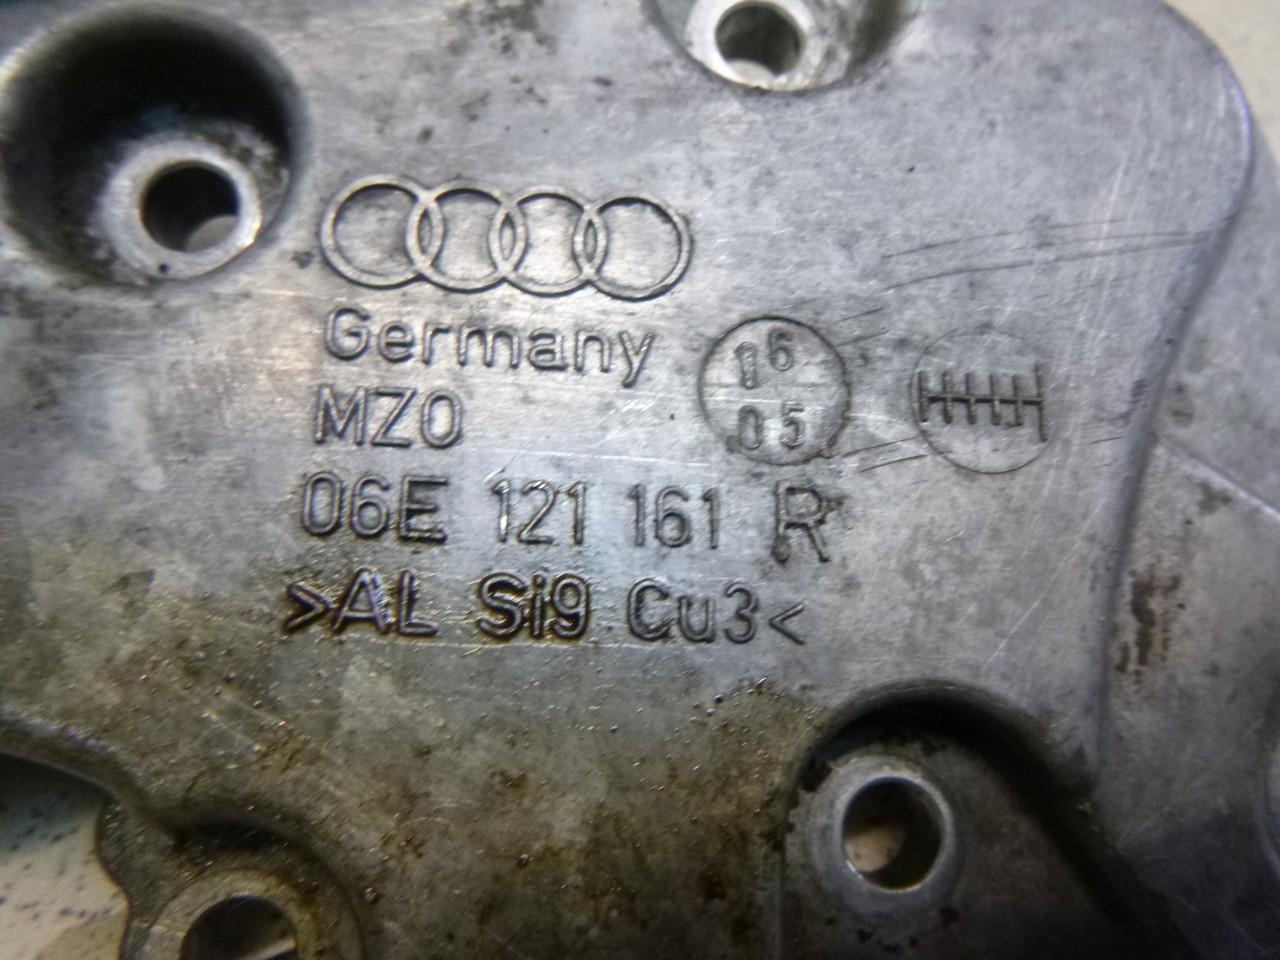 Germany
MZ0
06E 121 161 R
>AL Si9 Cu3<
16
05